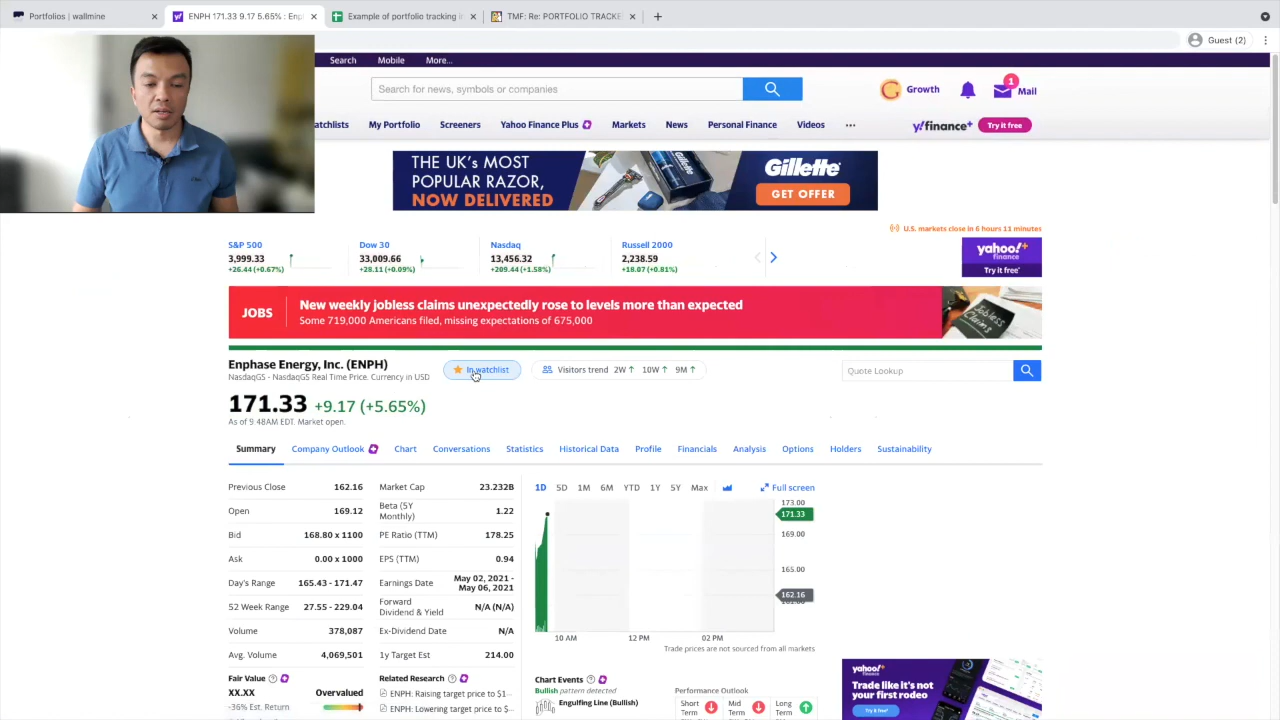 Portfolios | wallmine
ENPH 171.33 9.17 5.65% : Enp
Example of portfolio tracking in
TMF: Re: PORTFOLIO TRACKE
Guest (2)
Search
Mobile
More...
Search for news, symbols or companies
Growth
1
Mail
atchlists
My Portfolio
Screeners
Yahoo Finance Plus
Markets
News
Personal Finance
Videos
y!finance+
Try it free
THE UK's MOST
POPULAR RAZOR,
NOW DELIVERED
Gillette
GET OFFER
U.S. markets close in 6 hours 11 minutes
S&P 500
3,999.33
+26.44 (+0.67%)
Dow 30
33,009.66
+28.11 (+0.09%)
Nasdaq
13,456.32
+209.44 (+1.58%)
Russell 2000
2,238.59
+18.07 (+0.81%)
yahoo!+
finance
Try it free*
JOBS
New weekly jobless claims unexpectedly rose to levels more than expected
Some 719,000 Americans filed, missing expectations of 675,000
Jobless
Claims
Enphase Energy, Inc. (ENPH)
NasdaqGS - NasdaqGS Real Time Price. Currency in USD
In watchlist
Visitors trend 2W 10W 9M
Quote Lookup
171.33 +9.17 (+5.65%)
As of 9:48AM EDT. Market open.
Summary
Company Outlook
Chart
Conversations
Statistics
Historical Data
Profile
Financials
Analysis
Options
Holders
Sustainability
Previous Close 162.16
Open 169.12
Bid 168.80 x 1100
Ask 0.00 x 1000
Day's Range 165.43 - 171.47
52 Week Range 27.55 - 229.04
Volume 378,087
Avg. Volume 4,069,501
Market Cap 23.232B
Beta (5Y
Monthly) 1.22
PE Ratio (TTM) 178.25
EPS (TTM) 0.94
Earnings Date May 02, 2021 -
May 06, 2021
Forward
Dividend & Yield N/A (N/A)
Ex-Dividend Date N/A
1y Target Est 214.00
1D 5D 1M 6M YTD 1Y 5Y Max
Full screen
173.00
171.33
169.00
165.00
162.16
10 AM
12 PM
02 PM
Trade prices are not sourced from all markets
Fair Value
XX.XX Overvalued
-36% Est. Return
Related Research
ENPH: Raising target price to $1...
ENPH: Lowering target price to $...
Chart Events
Bullish pattern detected
Engulfing Line (Bullish)
Performance Outlook
Short
Term
Mid
Term
Long
Term
yahoo!+
finance
Trade like it's not
your first rodeo
Try it free*